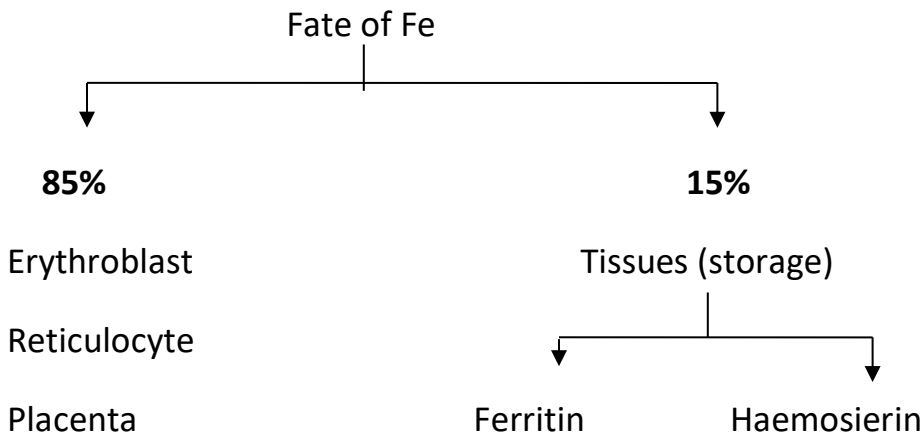 Fate of Fe
85% 15%
Erythroblast Tissues (storage)
Reticulocyte
Placenta Ferritin Haemosierin